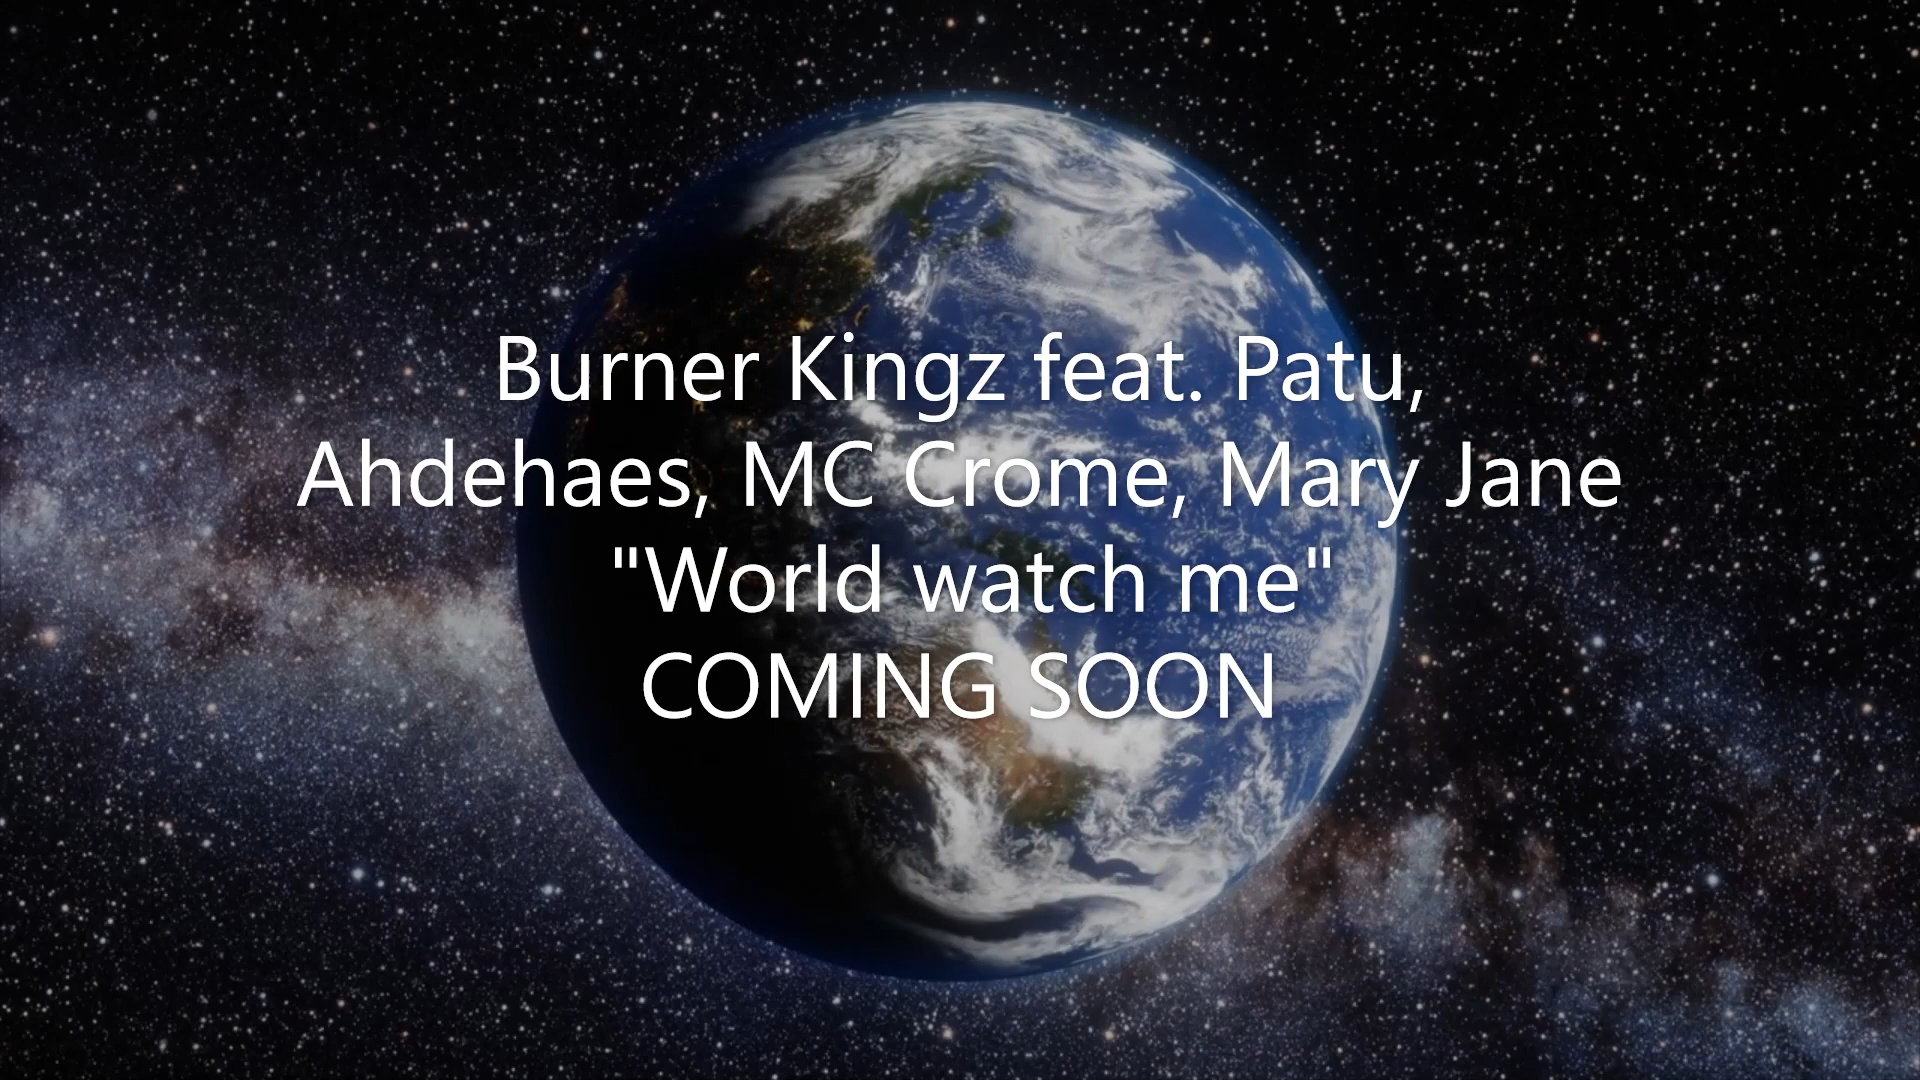 Burner Kingz feat. Patu,
Ahdehaes, MC Crome, Mary Jane
"World watch me"
COMING SOON